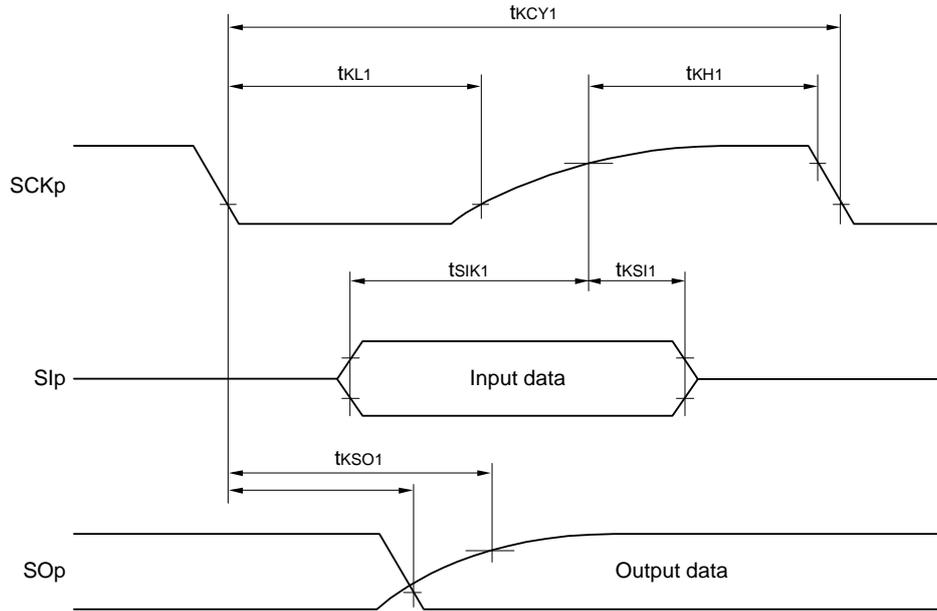 tKCY1
tKL1
tKH1
SCKp
tSIK1
tKSI1
SIp
Input data
tKSO1
SOp
Output data